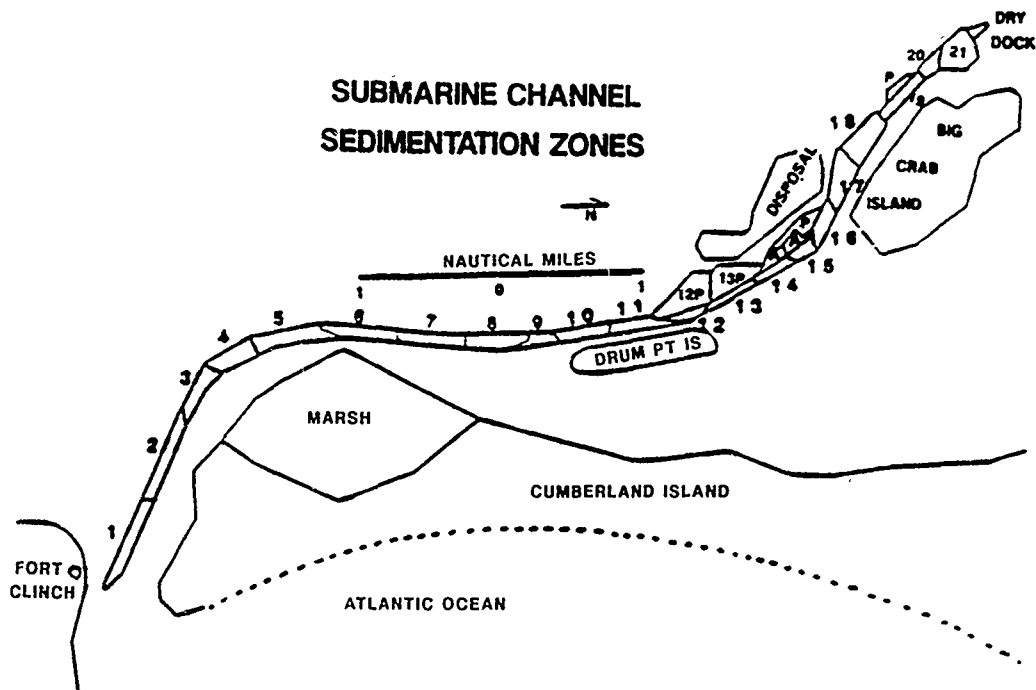 SUBMARINE CHANNEL
SEDIMENTATION ZONES
DRY
DOCK
20
21
P
19
18
BIG
CRAB
ISLAND
DISPOSAL
17
16
15
14
13
12
N
NAUTICAL MILES
1
0
1
12P
13P
11
10
9
8
7
6
5
4
3
2
1
DRUM PT IS
MARSH
CUMBERLAND ISLAND
FORT
CLINCH
ATLANTIC OCEAN